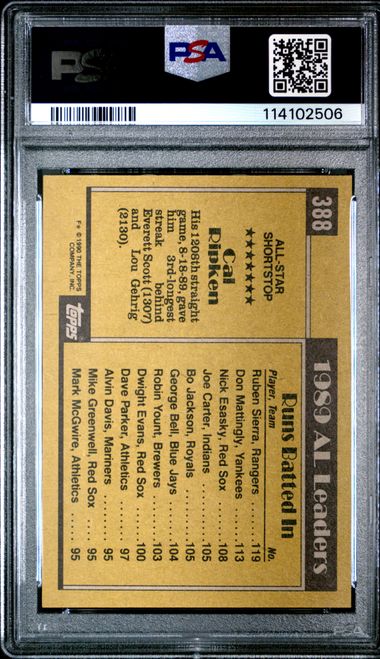 PSA
PSA
114102506
388
1989 AL Leaders
ALL-STAR
SHORTSTOP
★★★★★★★
Cal
Ripken
His 1206th straight
game, 8-18-89, gave
him 3rd-longest
streak behind
Everett Scott (1307)
and Lou Gehrig
(2130).
F* © 1990 THE TOPPS
COMPANY, INC.
TOPPS
Runs Batted In
Player, Team No.
Ruben Sierra, Rangers ........ 119
Don Mattingly, Yankees ...... 113
Nick Esasky, Red Sox ........ 108
Joe Carter, Indians ........ 105
Bo Jackson, Royals ........ 105
George Bell, Blue Jays ...... 104
Robin Yount, Brewers ........ 103
Dwight Evans, Red Sox ...... 100
Dave Parker, Athletics ........ 97
Alvin Davis, Mariners ........ 95
Mike Greenwell, Red Sox .... 95
Mark McGwire, Athletics .... 95